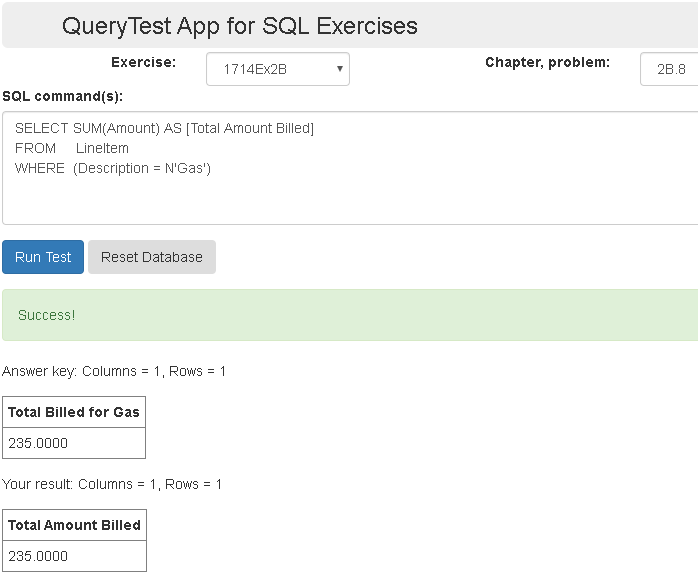 QueryTest App for SQL Exercises
Exercise: 1714Ex2B Chapter, problem: 2B.8
SQL command(s):
SELECT SUM(Amount) AS [Total Amount Billed]
FROM LineItem
WHERE (Description = N'Gas')
Run Test Reset Database
Success!
Answer key: Columns = 1, Rows = 1
Total Billed for Gas
235.0000
Your result: Columns = 1, Rows = 1
Total Amount Billed
235.0000